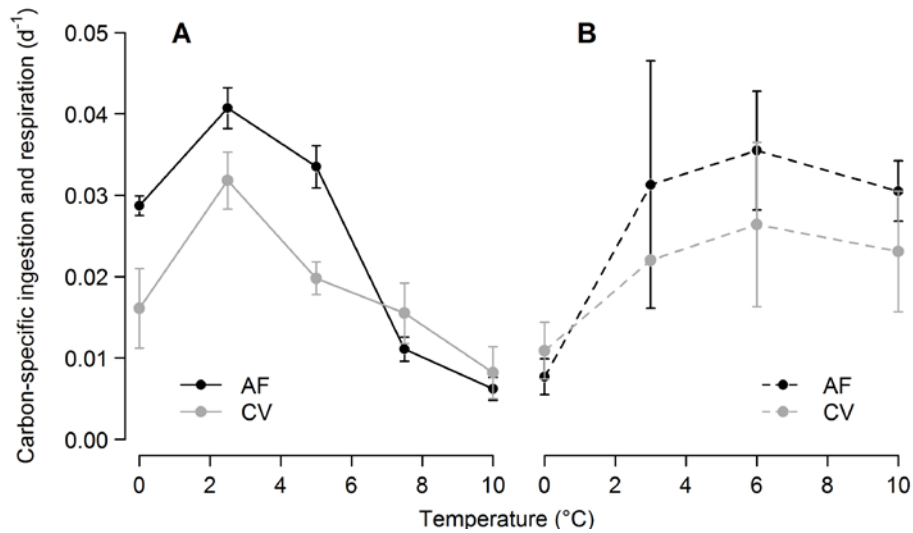 Carbon-specific ingestion and respiration (d⁻¹)
0.05
0.04
0.03
0.02
0.01
0.00
A
AF
CV
0 2 4 6 8 10
B
AF
CV
0 2 4 6 8 10
Temperature (°C)